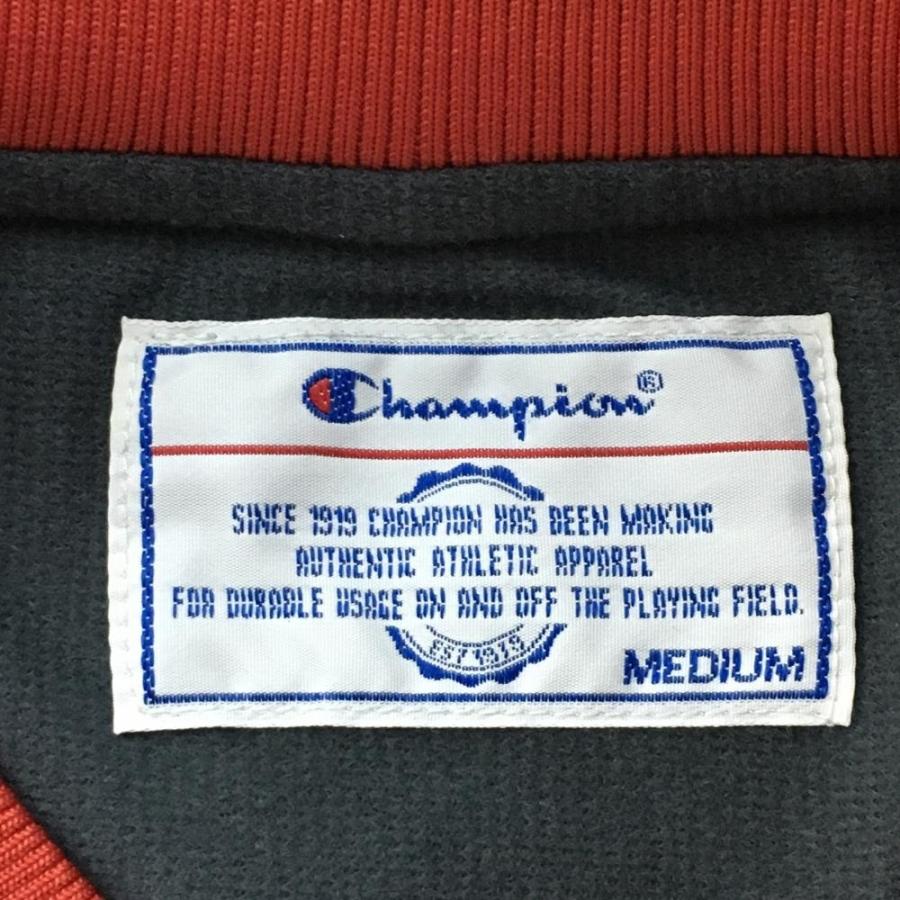 Champion®
SINCE 1919 CHAMPION HAS BEEN MAKING
AUTHENTIC ATHLETIC APPAREL
FOR DURABLE USAGE ON AND OFF THE PLAYING FIELD.
EST 1919
MEDIUM